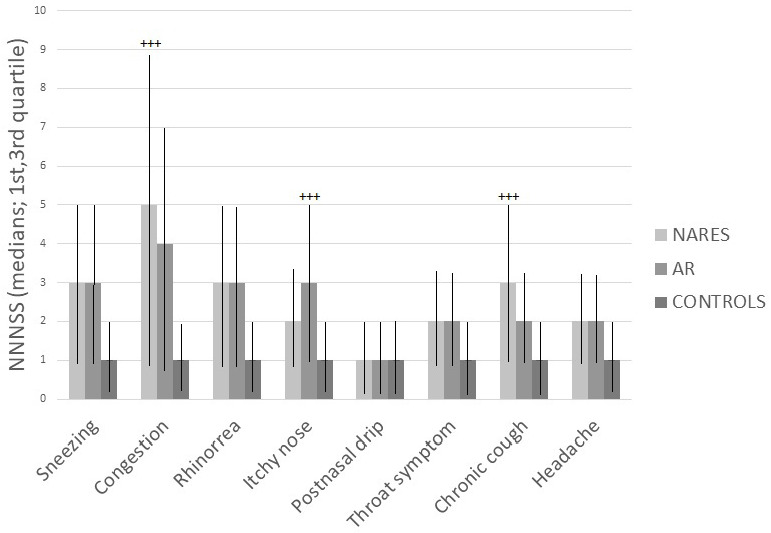 NNNSS (medians; 1st,3rd quartile)
10
9
8
7
6
5
4
3
2
1
0
+++
+++
+++
Sneezing
Congestion
Rhinorrea
Itchy nose
Postnasal drip
Throat symptom
Chronic cough
Headache
NARES
AR
CONTROLS